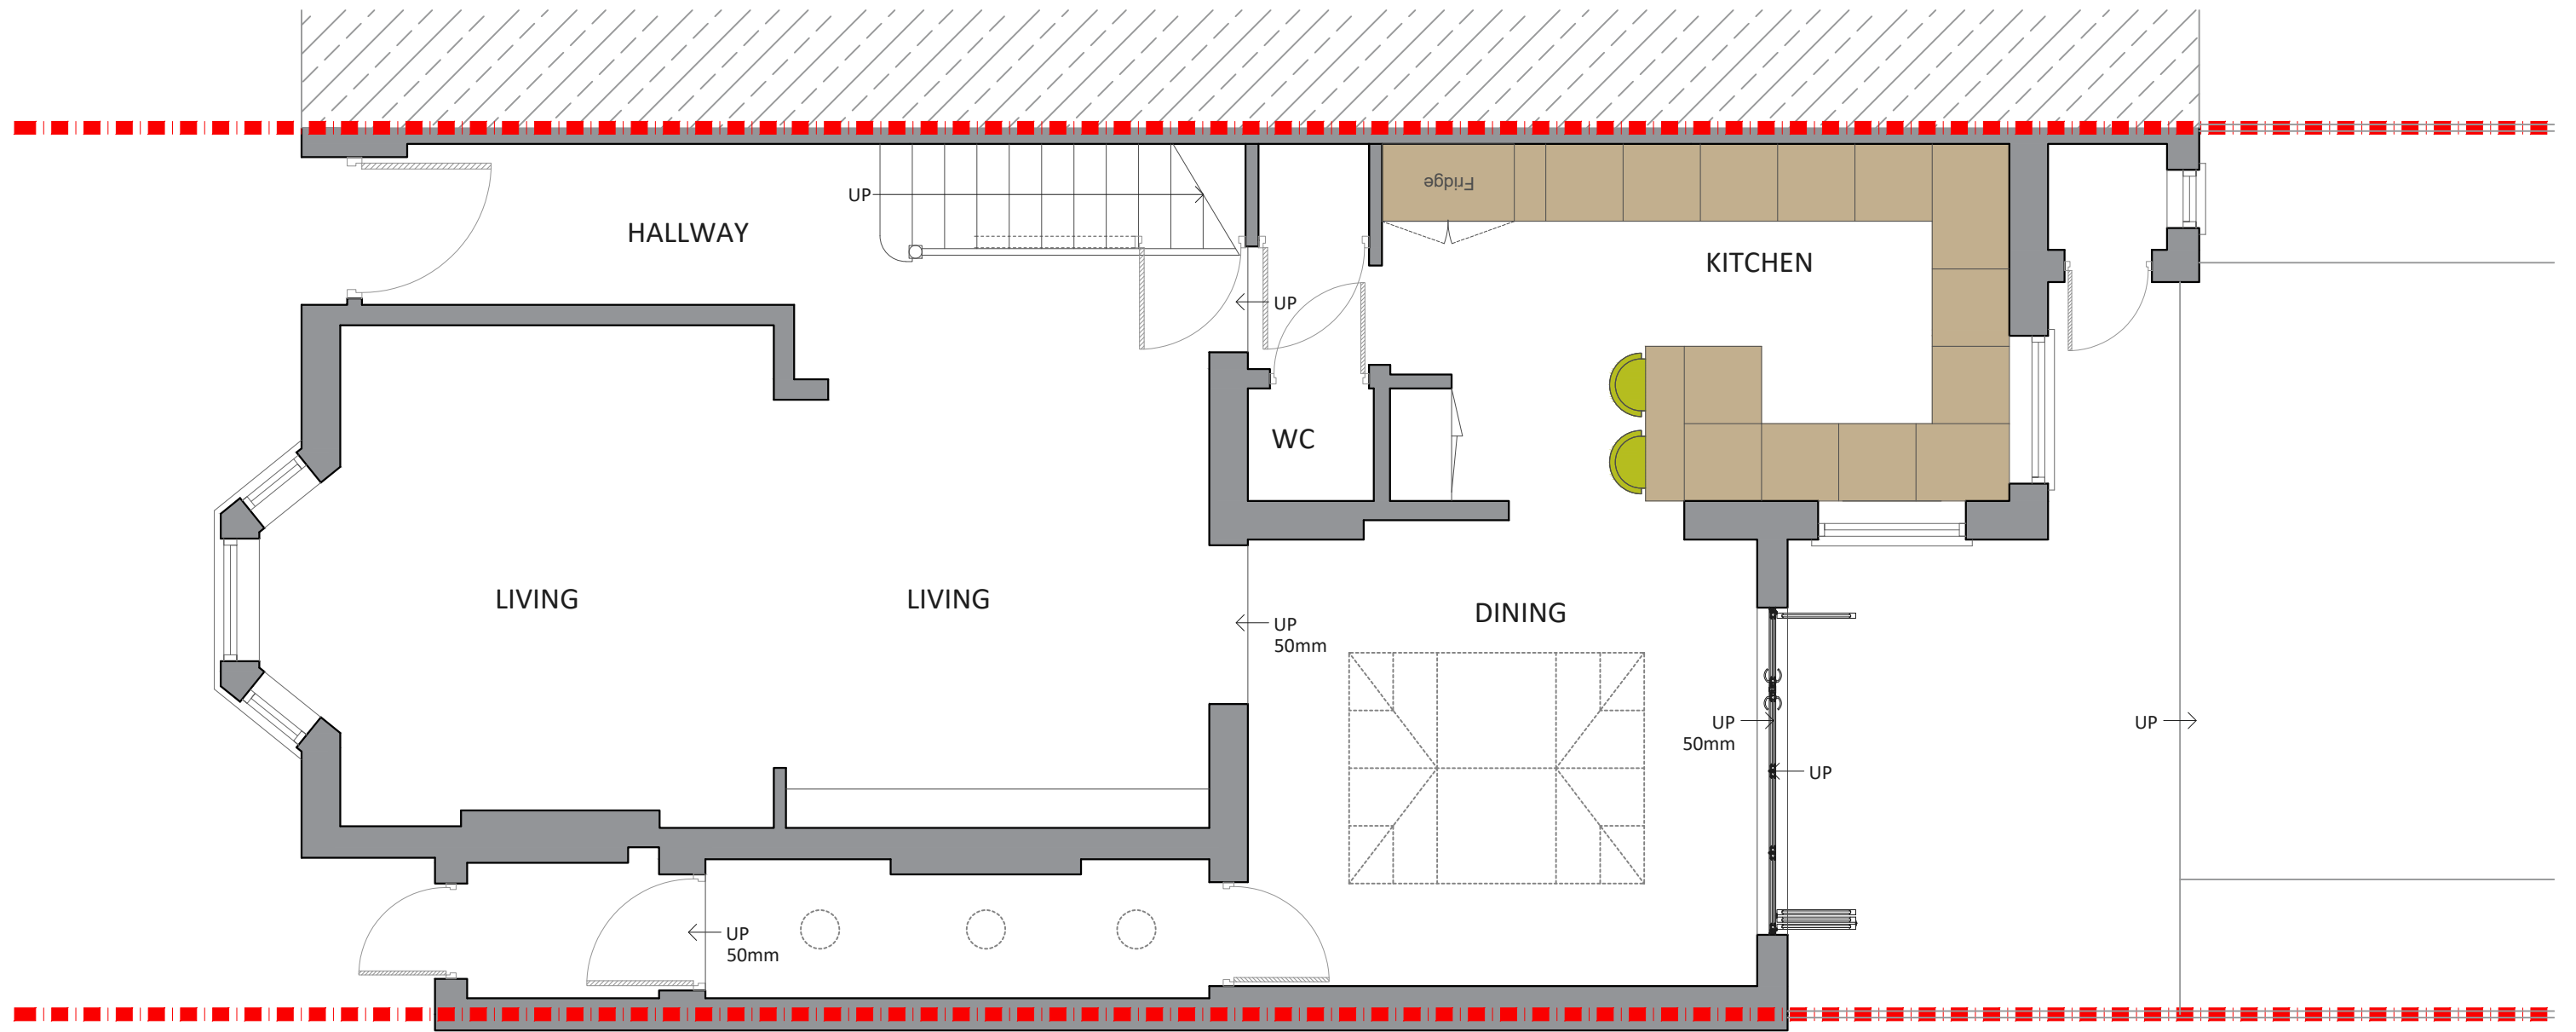 Fridge
UP
HALLWAY
KITCHEN
UP
WC
LIVING
LIVING
DINING
UP
50mm
UP
50mm
UP
UP
UP
50mm